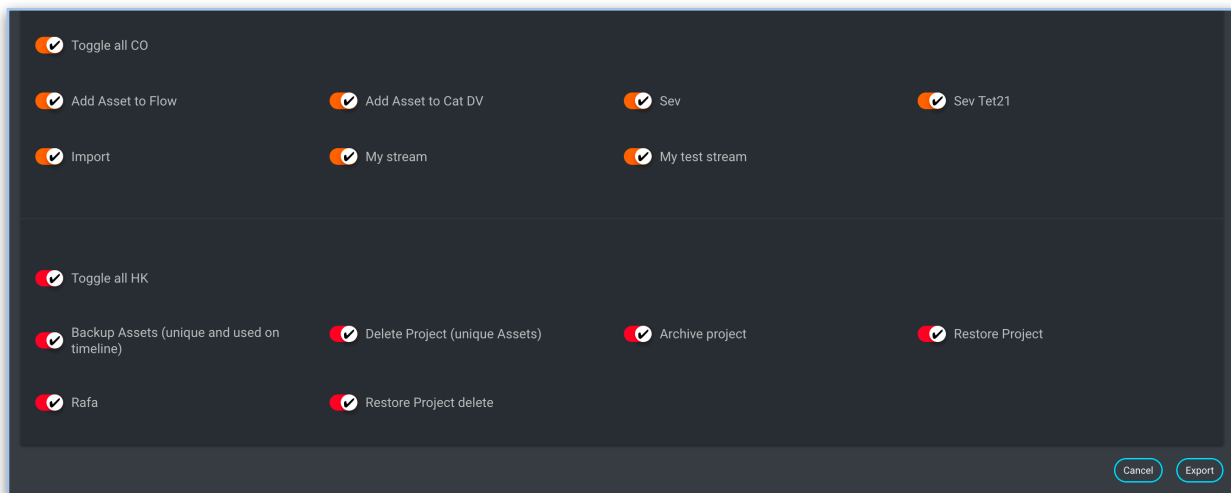 Toggle all CO
Add Asset to Flow
Add Asset to Cat DV
Sev
Sev Tet21
Import
My stream
My test stream
Toggle all HK
Backup Assets (unique and used on
timeline)
Delete Project (unique Assets)
Archive project
Restore Project
Rafa
Restore Project delete
Cancel
Export